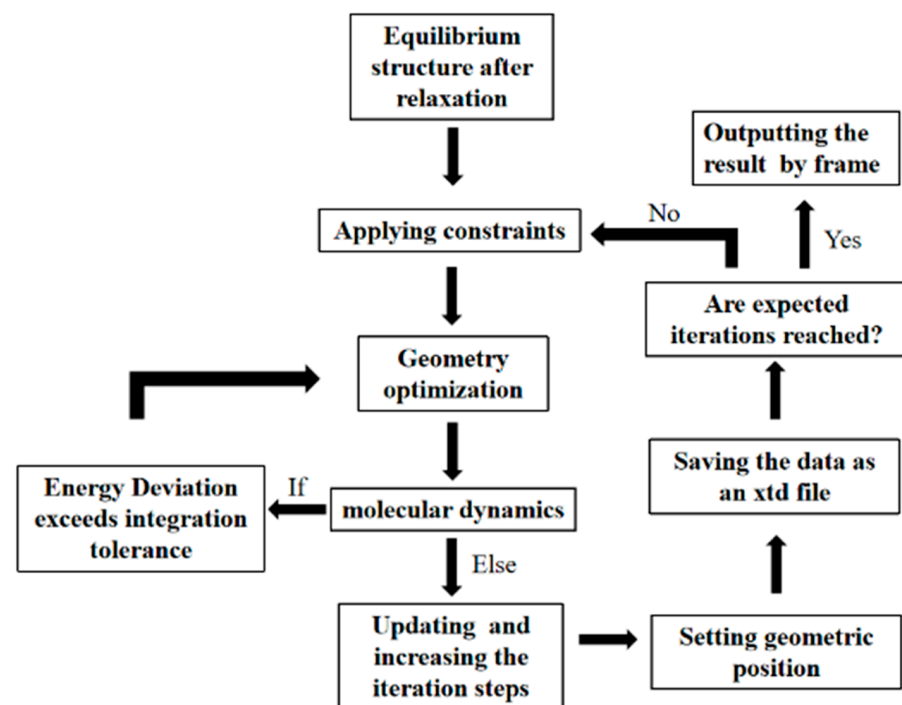 Equilibrium
structure after
relaxation
Outputting the
result by frame
No
Yes
Applying constraints
Are expected
iterations reached?
Geometry
optimization
Saving the data as
an xtd file
Energy Deviation
exceeds integration
tolerance
If
molecular dynamics
Else
Updating and
increasing the
iteration steps
Setting geometric
position